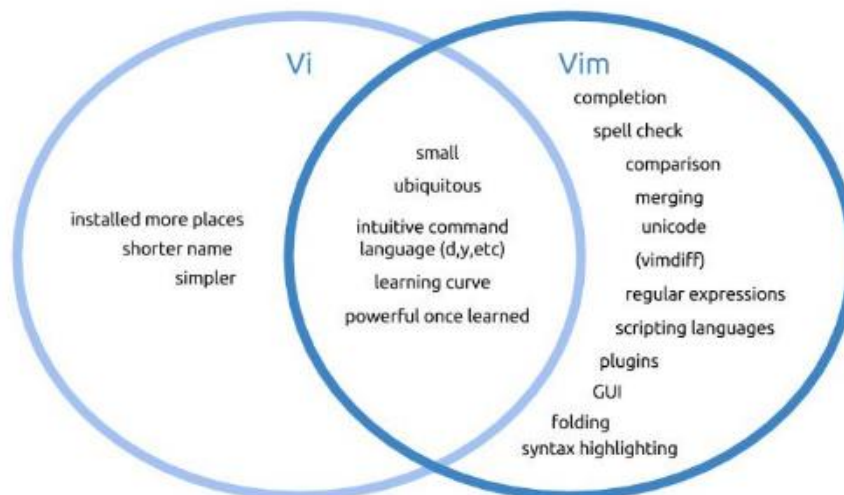 Vi
Vim
installed more places
shorter name
simpler
small
ubiquitous
intuitive command
language (d,y,etc)
learning curve
powerful once learned
completion
spell check
comparison
merging
unicode
(vimdiff)
regular expressions
scripting languages
plugins
GUI
folding
syntax highlighting